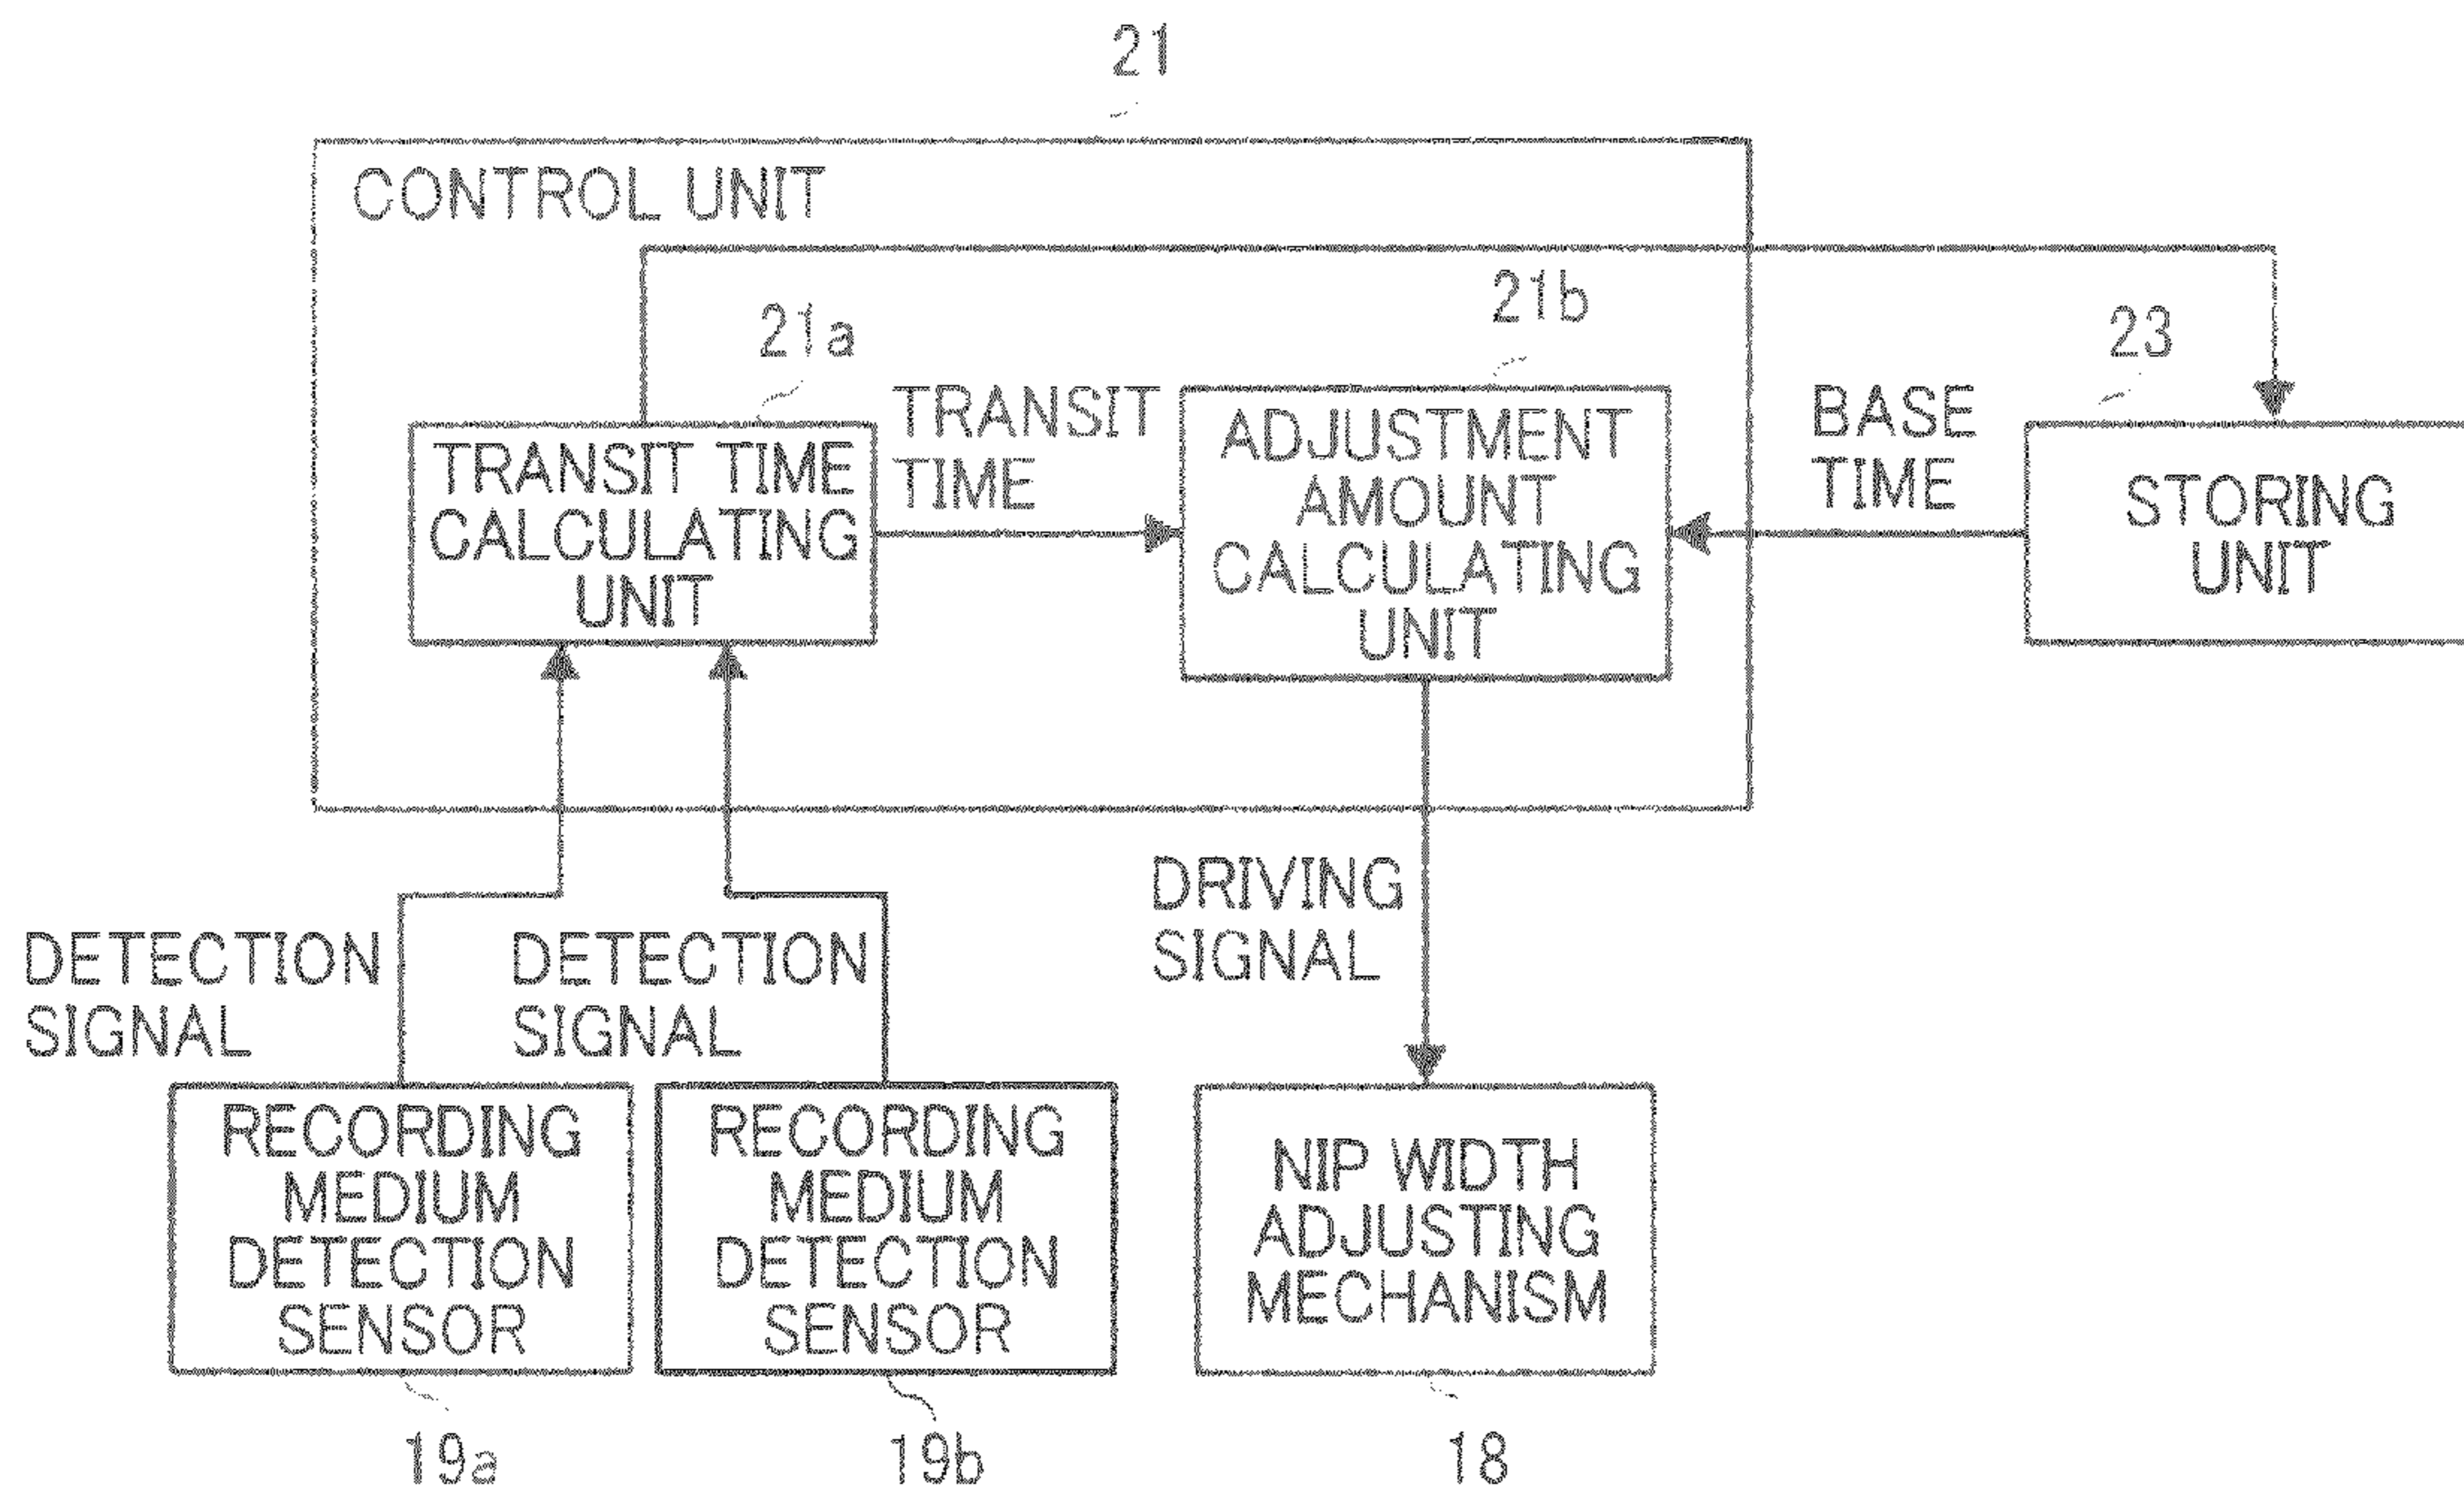 21
CONTROL UNIT
21a
21b
23
TRANSIT TIME
CALCULATING
UNIT
TRANSIT
TIME
ADJUSTMENT
AMOUNT
CALCULATING
UNIT
BASE
TIME
STORING
UNIT
DETECTION
SIGNAL
DETECTION
SIGNAL
DRIVING
SIGNAL
RECORDING
MEDIUM
DETECTION
SENSOR
RECORDING
MEDIUM
DETECTION
SENSOR
NIP WIDTH
ADJUSTING
MECHANISM
19a
19b
18